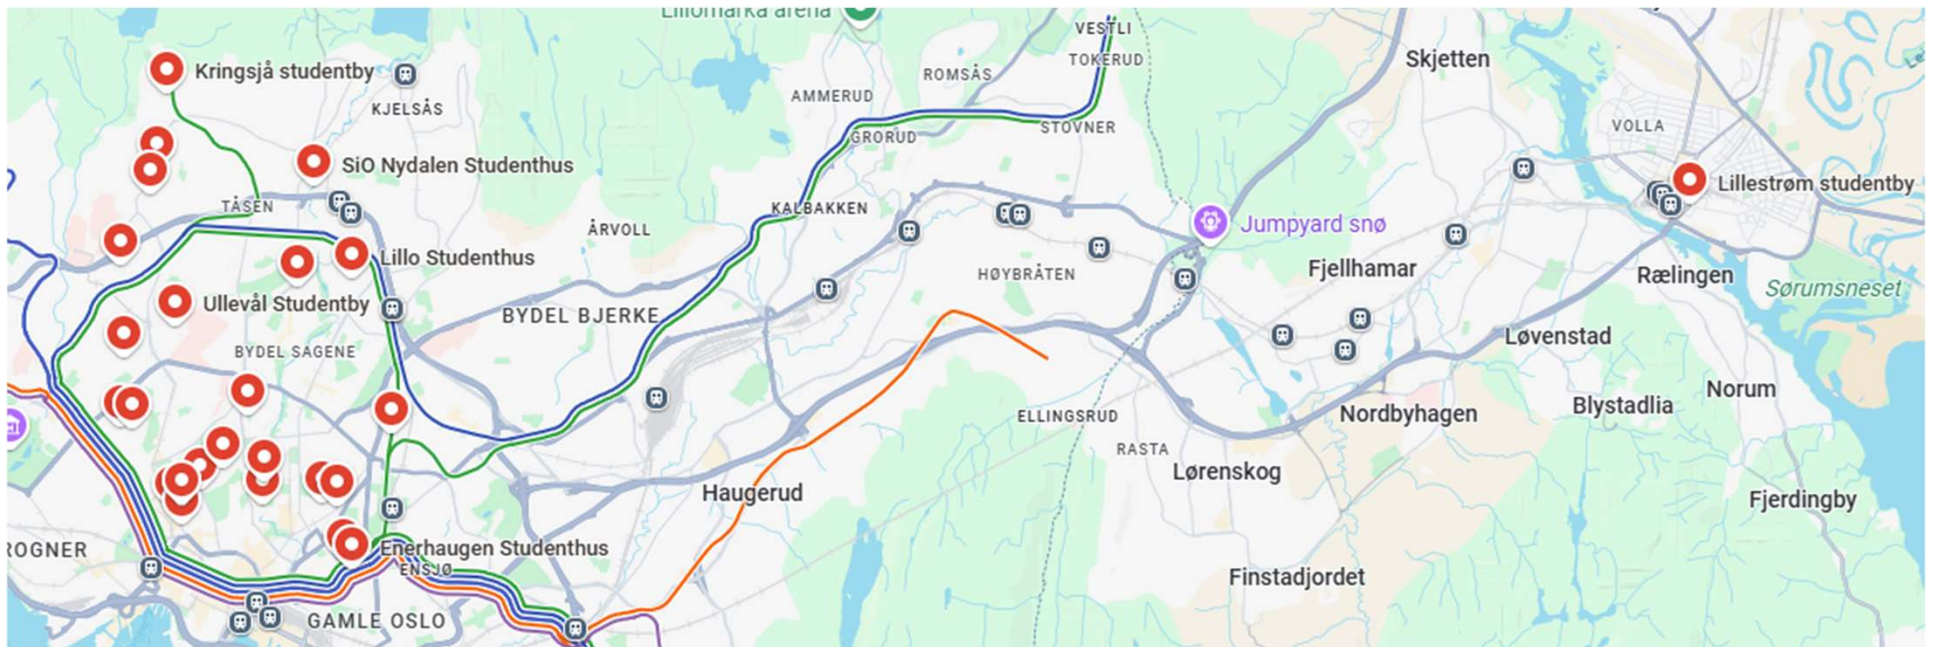 Lillomarka arena
VESTLI
Skjetten
Kringsjå studentby
TOKERUD
ROMSÅS
KJELSÅS
AMMERUD
VOLLA
STOVNER
GRORUD
SiO Nydalen Studenthus
Lillestrøm studentby
TÅSEN
KALBAKKEN
Jumpyard snø
ÅRVOLL
Lillo Studenthus
Fjellhamar
HØYBRÅTEN
Rælingen
Sørumsneset
Ullevål Studentby
BYDEL BJERKE
Løvenstad
BYDEL SAGENE
Norum
Blystadlia
Nordbyhagen
ELLINGSRUD
RASTA
Lørenskog
Haugerud
Fjerdingby
ROGNER
Enerhaugen Studenthus
ENSJØ
Finstadjordet
GAMLE OSLO